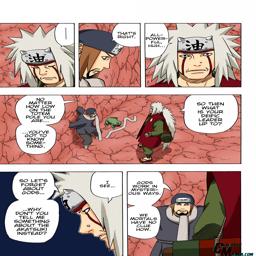 ALL-
POWER-
FUL,
HUH...
油
THAT'S
RIGHT.
SO THEN
WHAT IS
YOUR
DEIFIC
LEADER
UP TO?
NO
MATTER
HOW LOW
ON THE
TOTEM
POLE YOU
ARE...
YOU'VE
GOT TO
KNOW
SOME-
THING.
GODS
WORK IN
MYSTERI-
OUS WAYS.
WE
MORTALS
HAVE NO
CLUE
HOW.
I
SEE...
SO LET'S
FORGET
ABOUT
GODS...
WHY
DON'T YOU
TELL ME
SOMETHING
ABOUT THE
AKATSUKI
INSTEAD?